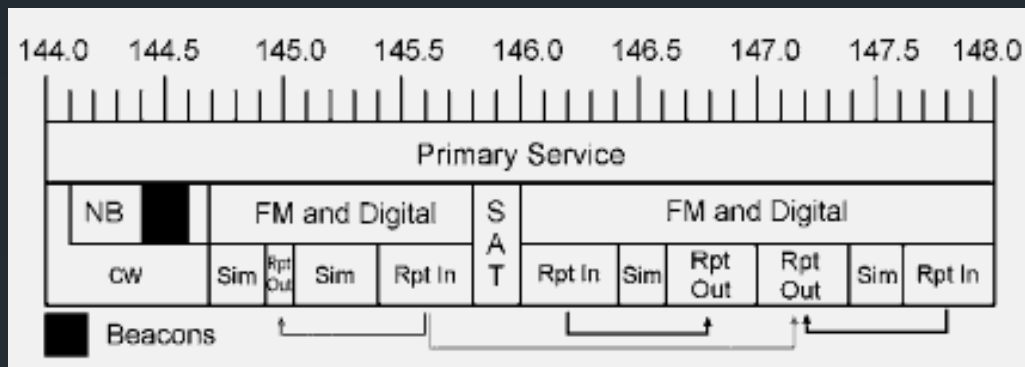 144.0 144.5 145.0 145.5 146.0 146.5 147.0 147.5 148.0
Primary Service
NB FM and Digital SAT FM and Digital
CW Sim Rpt Out Sim Rpt In Rpt In Sim Rpt Out Rpt Out Sim Rpt In
Beacons